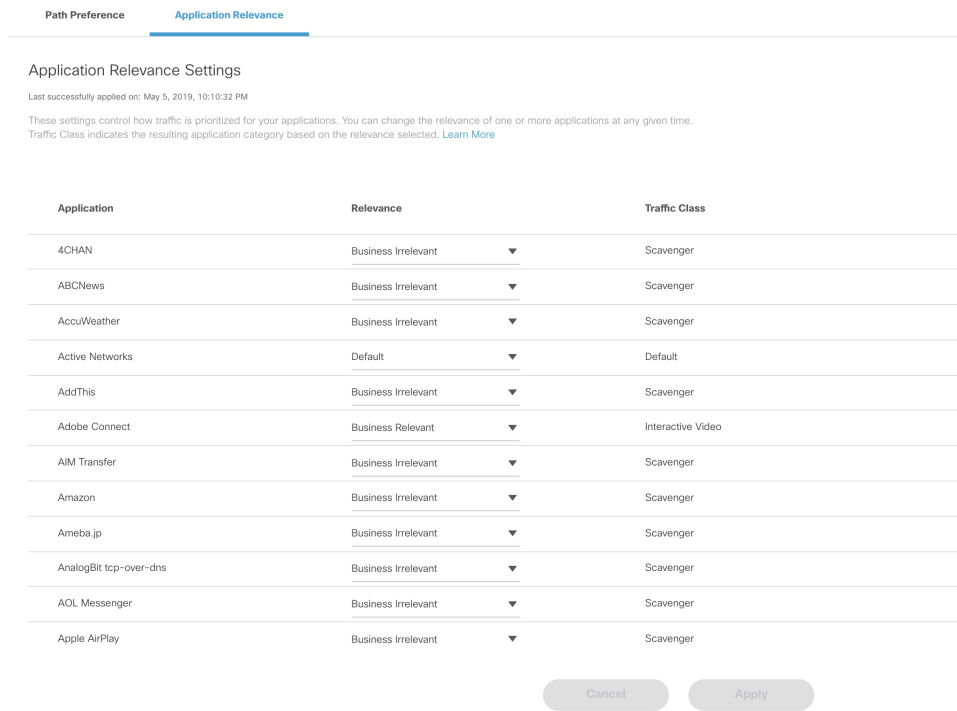 Path Preference Application Relevance
Application Relevance Settings
Last successfully applied on: May 5, 2019, 10:10:32 PM
These settings control how traffic is prioritized for your applications. You can change the relevance of one or more applications at any given time.
Traffic Class indicates the resulting application category based on the relevance selected. Learn More
Application Relevance Traffic Class
4CHAN Business Irrelevant Scavenger
ABCNews Business Irrelevant Scavenger
AccuWeather Business Irrelevant Scavenger
Active Networks Default Default
AddThis Business Irrelevant Scavenger
Adobe Connect Business Relevant Interactive Video
AIM Transfer Business Irrelevant Scavenger
Amazon Business Irrelevant Scavenger
Ameba.jp Business Irrelevant Scavenger
AnalogBit tcp-over-dns Business Irrelevant Scavenger
AOL Messenger Business Irrelevant Scavenger
Apple AirPlay Business Irrelevant Scavenger
Cancel Apply